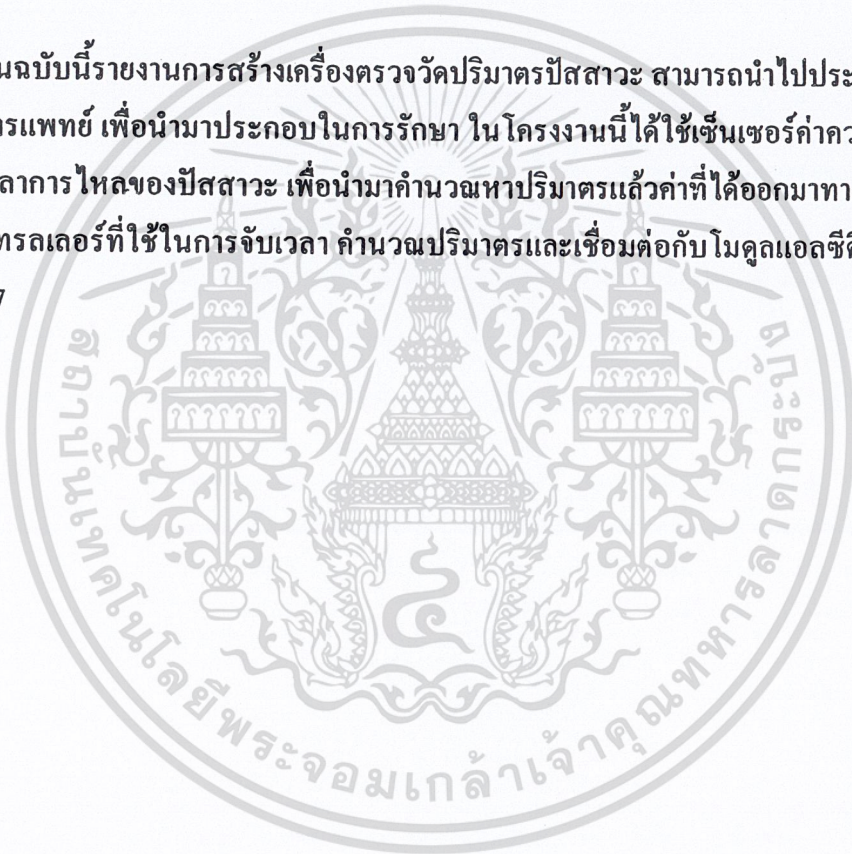 นฉบับนี้รายงานการสร้างเครื่องตรวจวัดปริมาตรปัสสาวะ สามารถนำไปประ
ารแพทย์ เพื่อนำมาประกอบในการรักษา ในโครงงานนี้ได้ใช้เซ็นเซอร์ค่าคว
ลาการไหลของปัสสาวะ เพื่อนำมาคำนวณหาปริมาตรแล้วค่าที่ได้ออกมาทา
ทรลเลอร์ที่ใช้ในการจับเวลา คำนวณปริมาตรและเชื่อมต่อกับโมดูลแอลซีดี
7
สถาบันเทคโนโลยีพระจอมเกล้าเจ้าคุณทหารลาดกระบัง